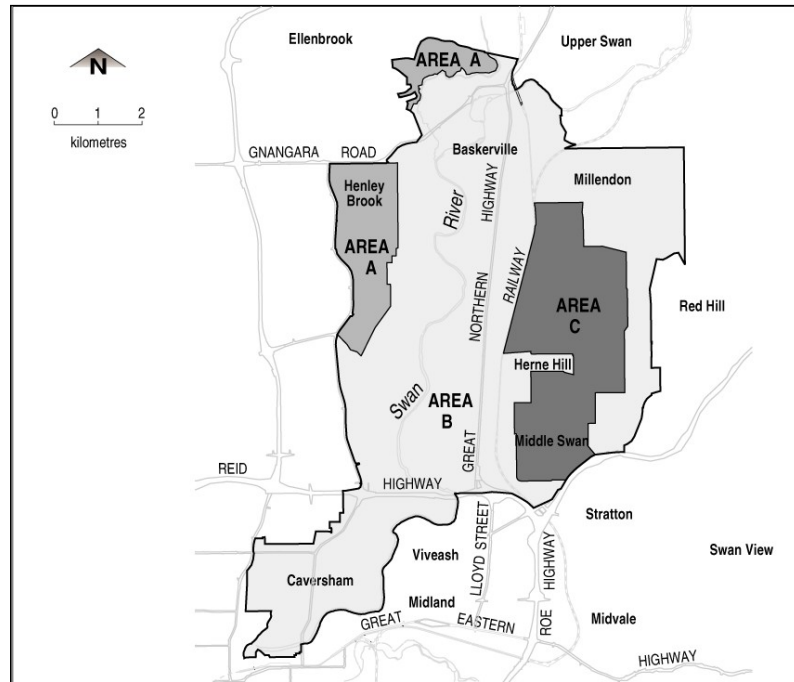 Ellenbrook
Upper Swan
AREA A
N
0 1 2
kilometres
GNANGARA ROAD
Baskerville
Millendon
Henley
Brook
AREA
A
River
HIGHWAY
NORTHERN
GREAT
RAILWAY
AREA
C
Red Hill
Herne Hill
Swan
AREA
B
Middle Swan
REID
HIGHWAY
Stratton
Swan View
Caversham
Viveash
LLOYD STREET
ROE HIGHWAY
Midland
Midvale
GREAT EASTERN
HIGHWAY